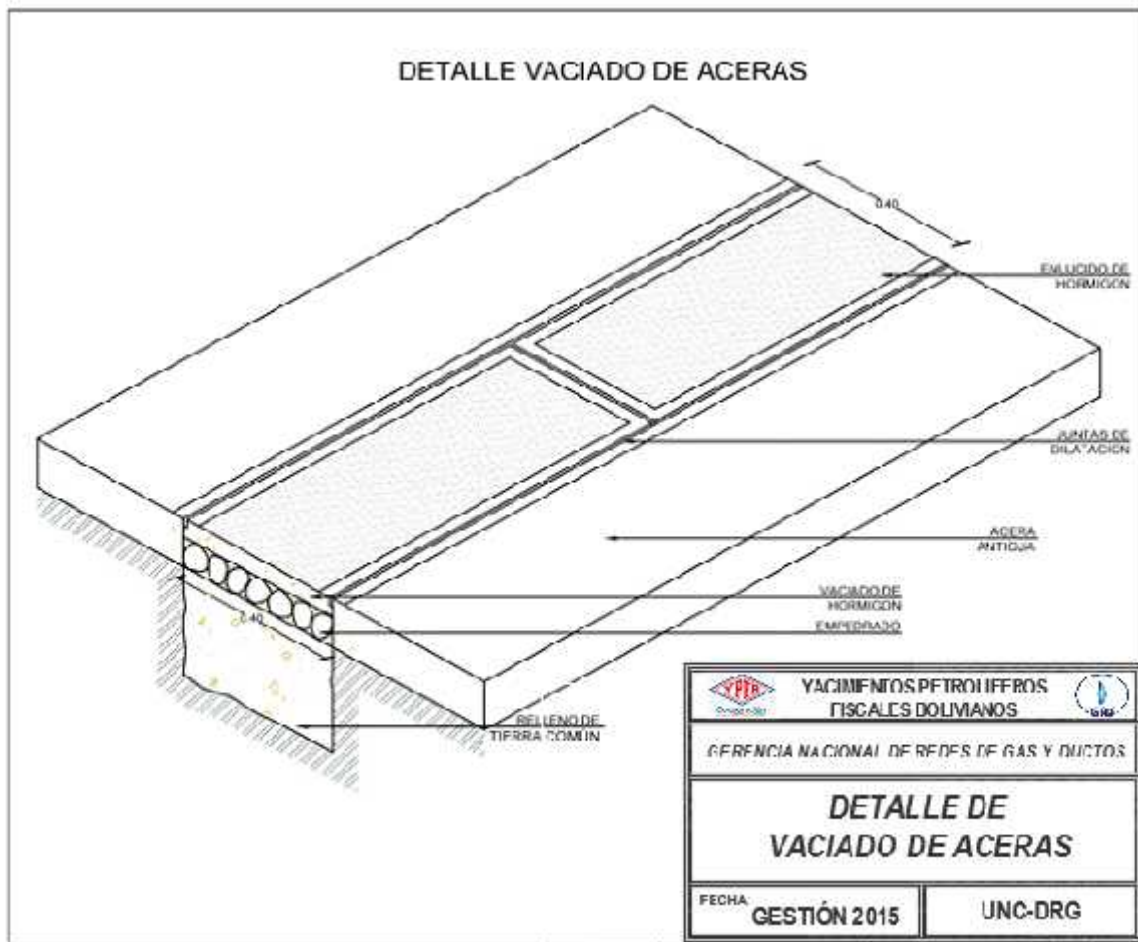 DETALLE VACIADO DE ACERAS
0.40
ENLUCIDO DE
HORMIGON
JUNTAS DE
DILATACION
ACERA
ANTIGUA
VACIADO DE
HORMIGON
EMPEDRADO
0.40
RELLENO DE
TIERRA COMÚN
YPFB
YACIMIENTOS PETROLIFEROS
FISCALES BOLIVIANOS
GERENCIA NACIONAL DE REDES DE GAS Y DUCTOS
DETALLE DE
VACIADO DE ACERAS
FECHA
GESTIÓN 2015
UNC-DRG